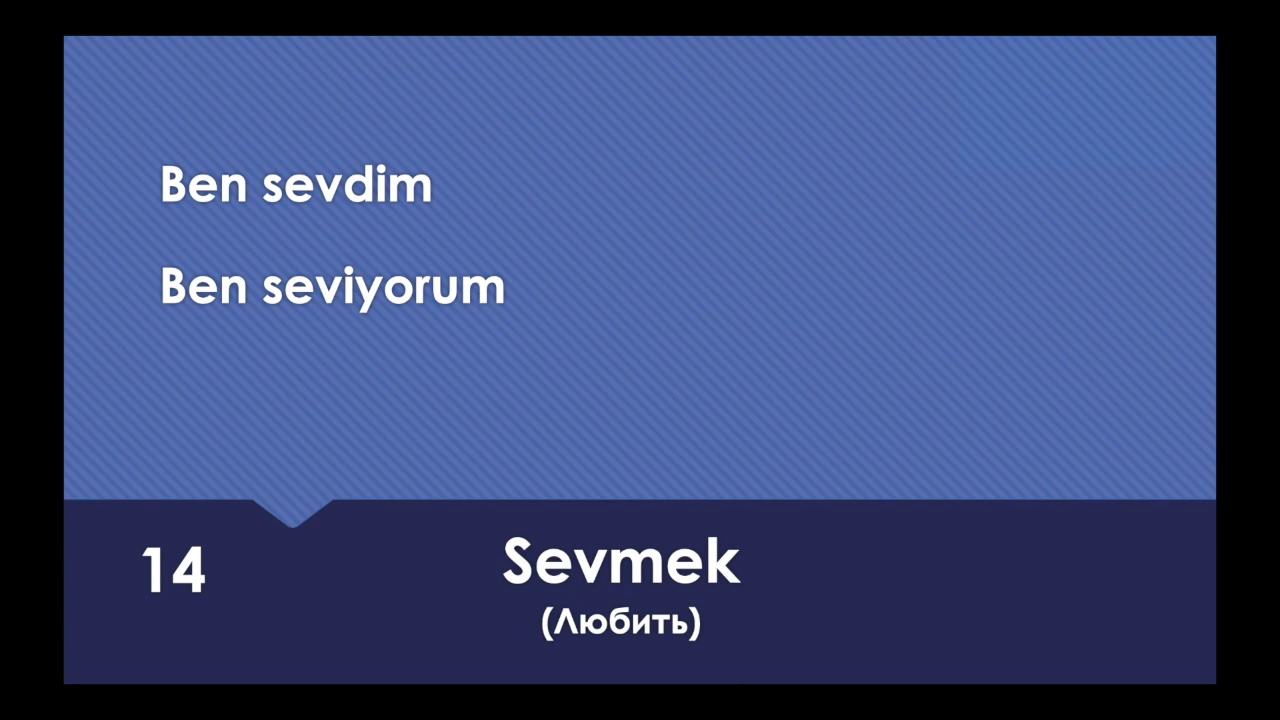 Ben sevdim
Ben seviyorum
14
Sevmek
(Любить)